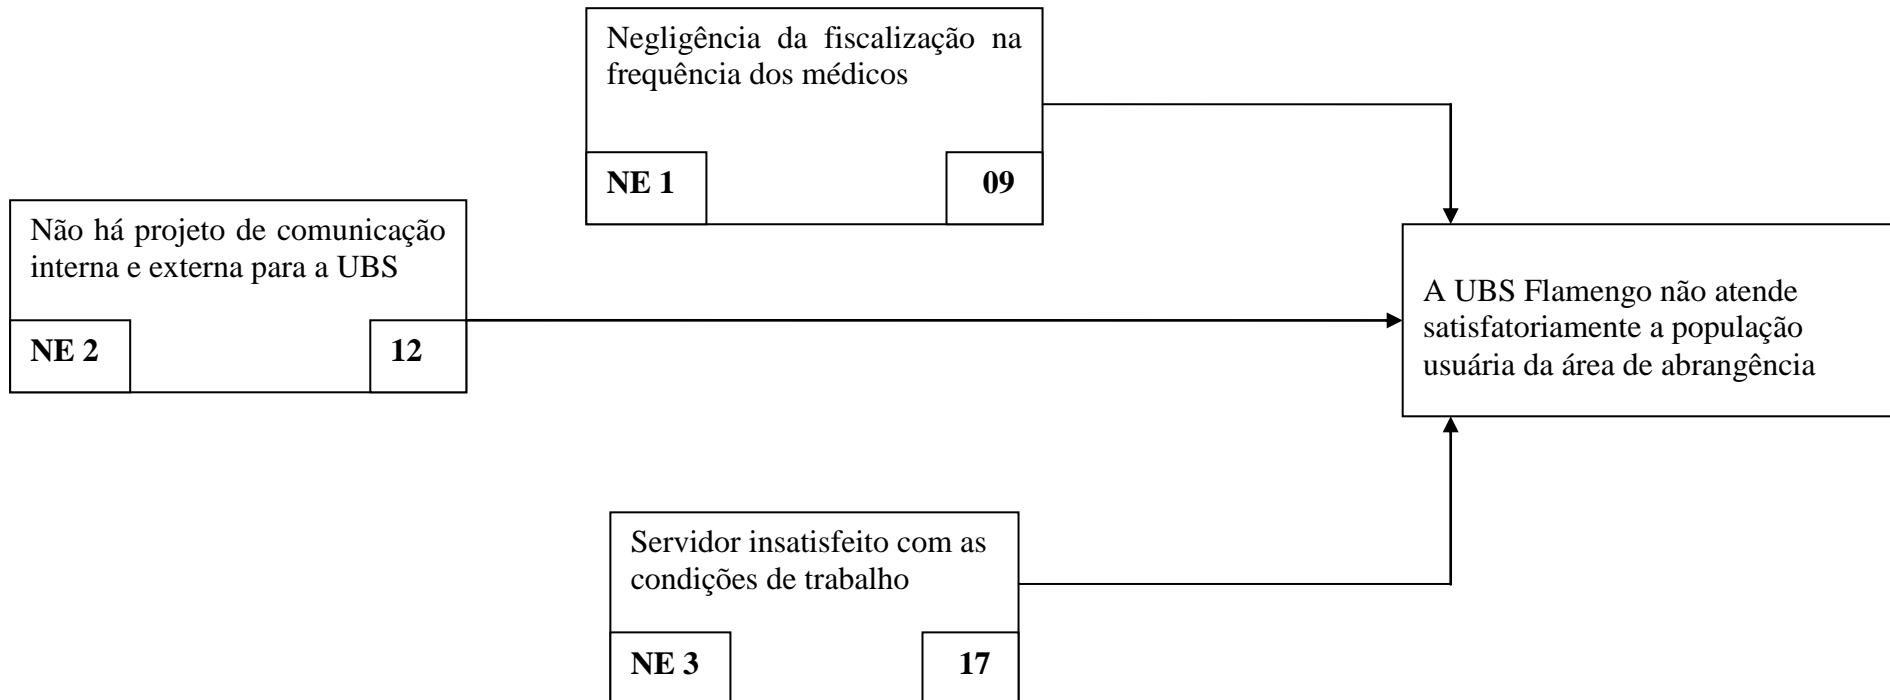 Negligência da fiscalização na
frequência dos médicos
NE 1
09
Não há projeto de comunicação
interna e externa para a UBS
NE 2
12
A UBS Flamengo não atende
satisfatoriamente a população
usuária da área de abrangência
Servidor insatisfeito com as
condições de trabalho
NE 3
17